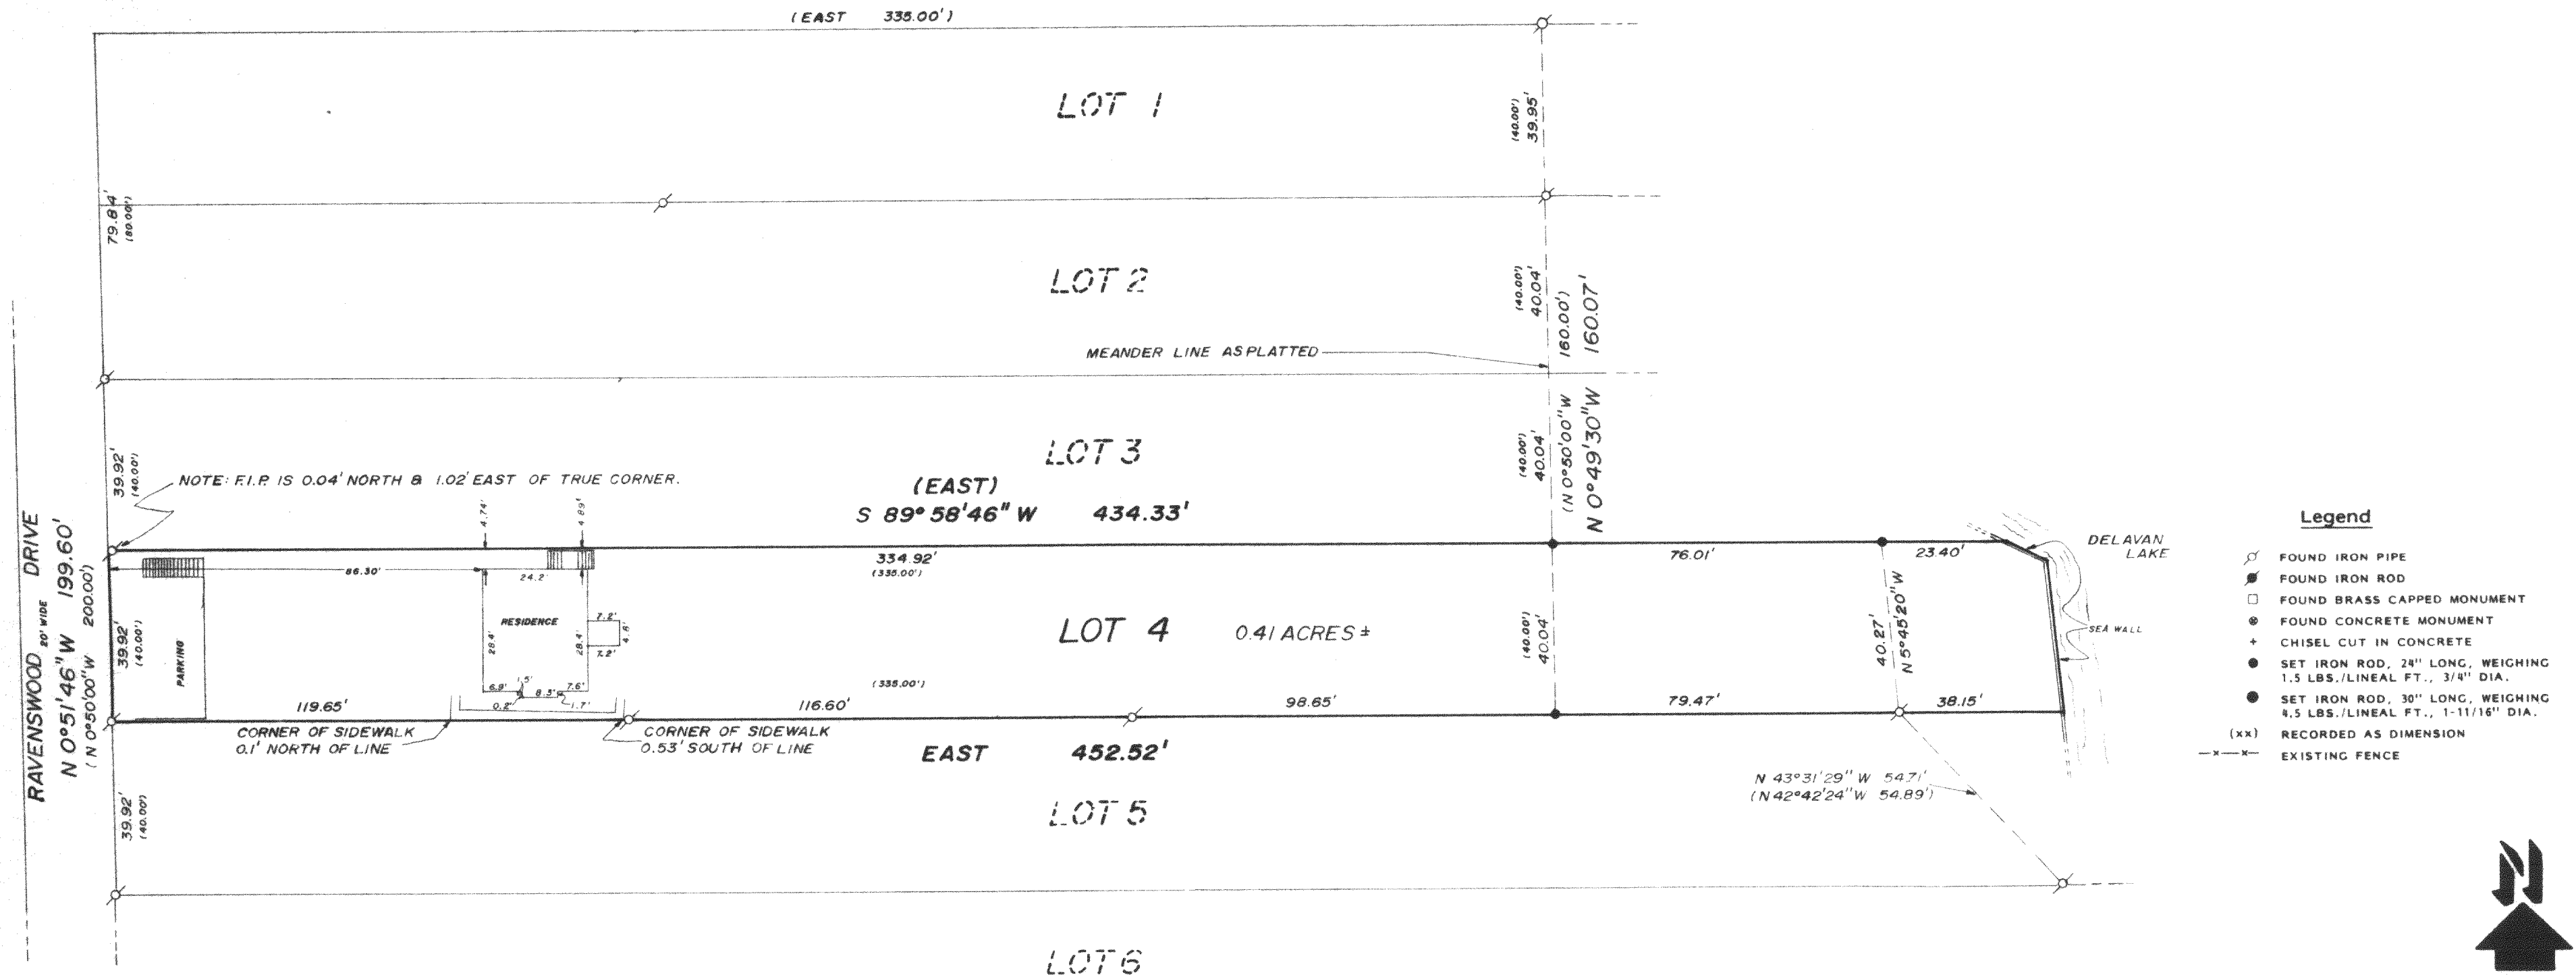 (EAST 335.00')
LOT 1
(40.00')
39.95'
79.84'
(80.00')
LOT 2
(40.00')
40.04'
MEANDER LINE AS PLATTED
(N 0°50'00"W 160.00')
N 0°49'30"W 160.07'
LOT 3
(40.00')
40.04'
39.92'
(40.00')
NOTE: F.I.P. IS 0.04' NORTH & 1.02' EAST OF TRUE CORNER.
(EAST)
S 89°58'46" W 434.33'
4.74'
4.89'
RAVENSWOOD DRIVE
20' WIDE
N 0°51'46"W 199.60'
(N 0°50'00"W 200.00')
86.30'
24.2'
334.92'
(335.00')
76.01'
23.40'
DELAVAN
LAKE
39.92'
(40.00')
PARKING
RESIDENCE
28.4'
28.4'
7.2'
4.8'
7.2'
LOT 4
0.41 ACRES ±
(40.00')
40.04'
40.27'
N 5°45'20"W
SEA WALL
6.9'
1.5'
8.3'
7.6'
0.2'
1.7'
(335.00')
119.65'
116.60'
98.65'
79.47'
38.15'
CORNER OF SIDEWALK
0.1' NORTH OF LINE
CORNER OF SIDEWALK
0.53' SOUTH OF LINE
EAST 452.52'
N 43°31'29" W 54.71'
(N 42°42'24"W 54.89')
39.92'
(40.00')
LOT 5
LOT 6
Legend
FOUND IRON PIPE
FOUND IRON ROD
FOUND BRASS CAPPED MONUMENT
FOUND CONCRETE MONUMENT
CHISEL CUT IN CONCRETE
SET IRON ROD, 24" LONG, WEIGHING
1.5 LBS./LINEAL FT., 3/4" DIA.
SET IRON ROD, 30" LONG, WEIGHING
4.5 LBS./LINEAL FT., 1-11/16" DIA.
(xx) RECORDED AS DIMENSION
—x—x— EXISTING FENCE
N